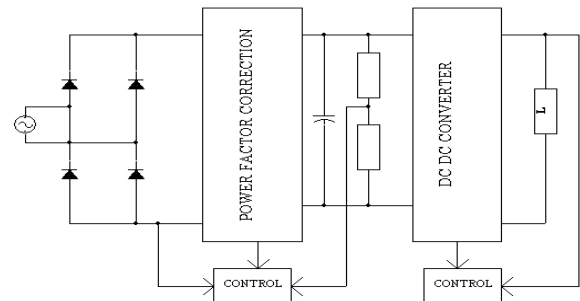 POWER FACTOR CORRECTION
DC DC CONVERTER
L
CONTROL
CONTROL